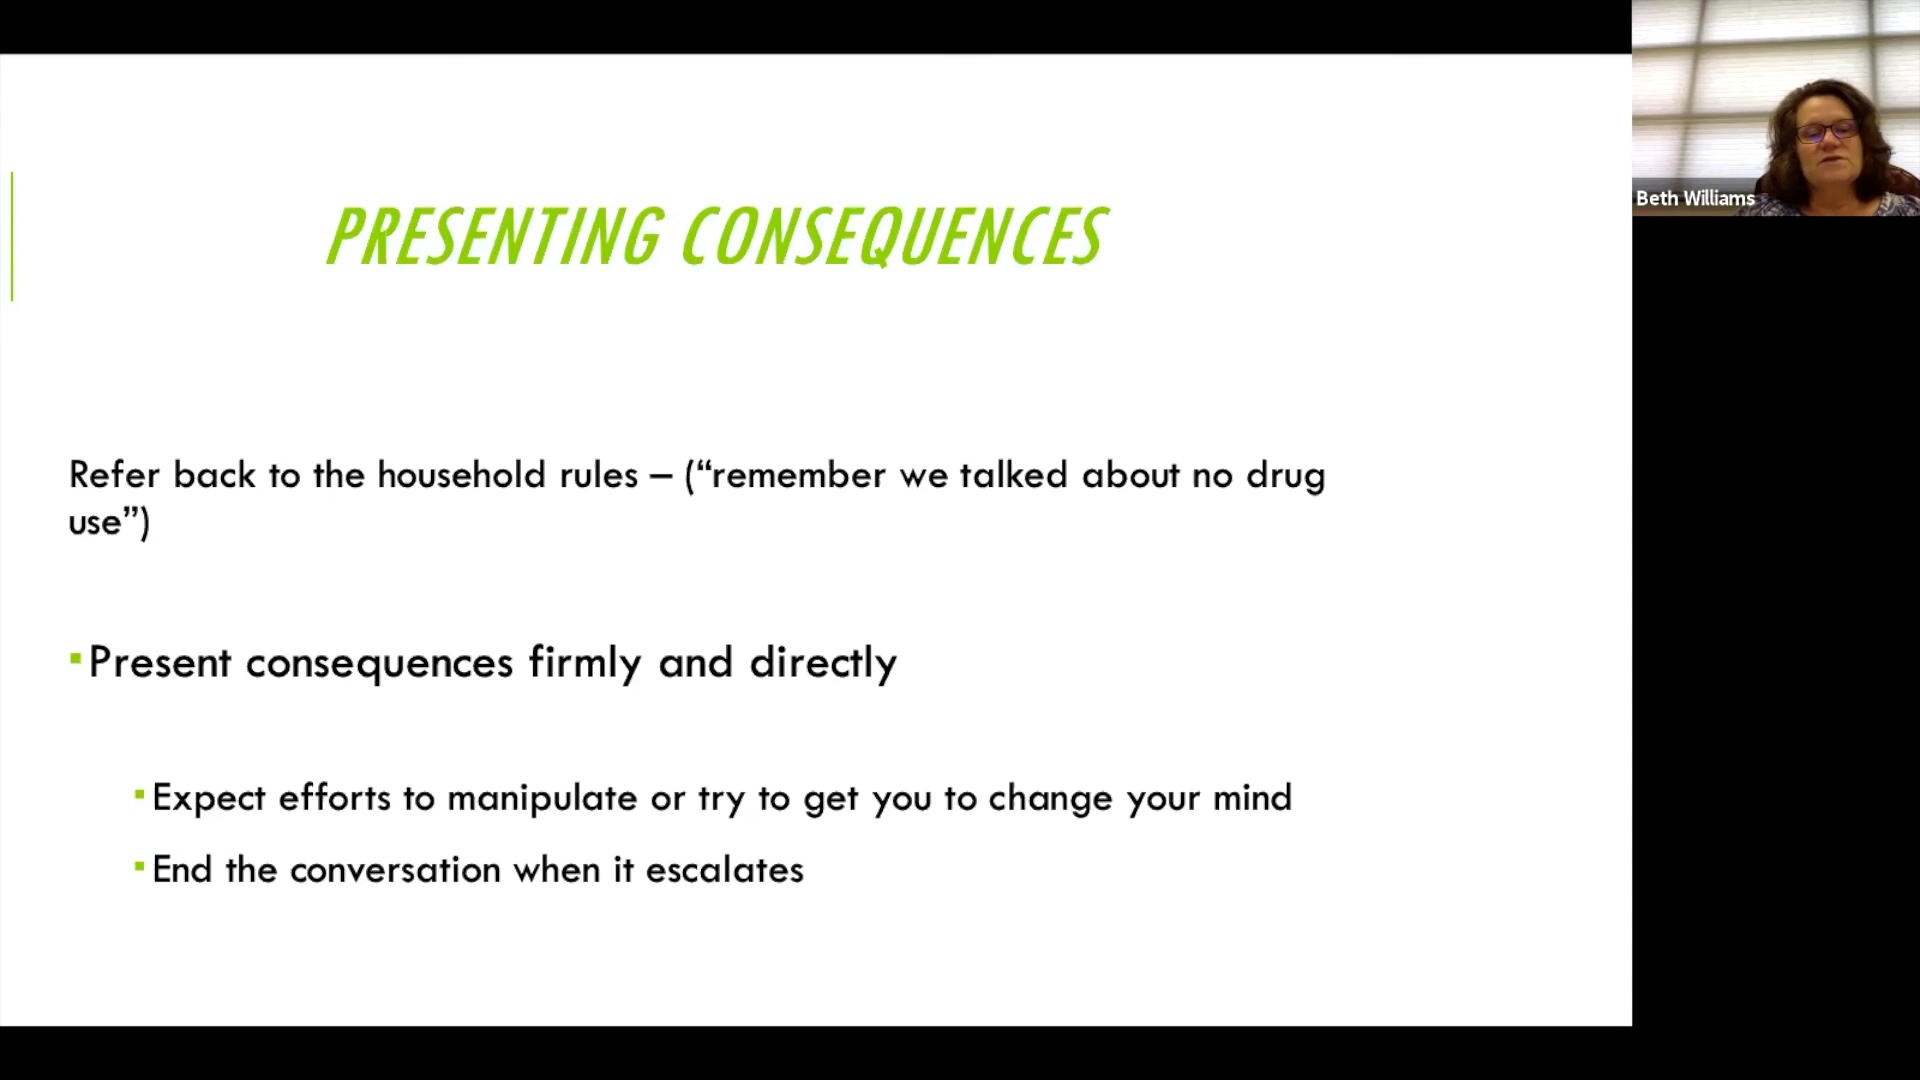 PRESENTING CONSEQUENCES
Refer back to the household rules – (“remember we talked about no drug
use”)
▪Present consequences firmly and directly
▪Expect efforts to manipulate or try to get you to change your mind
▪End the conversation when it escalates
Beth Williams